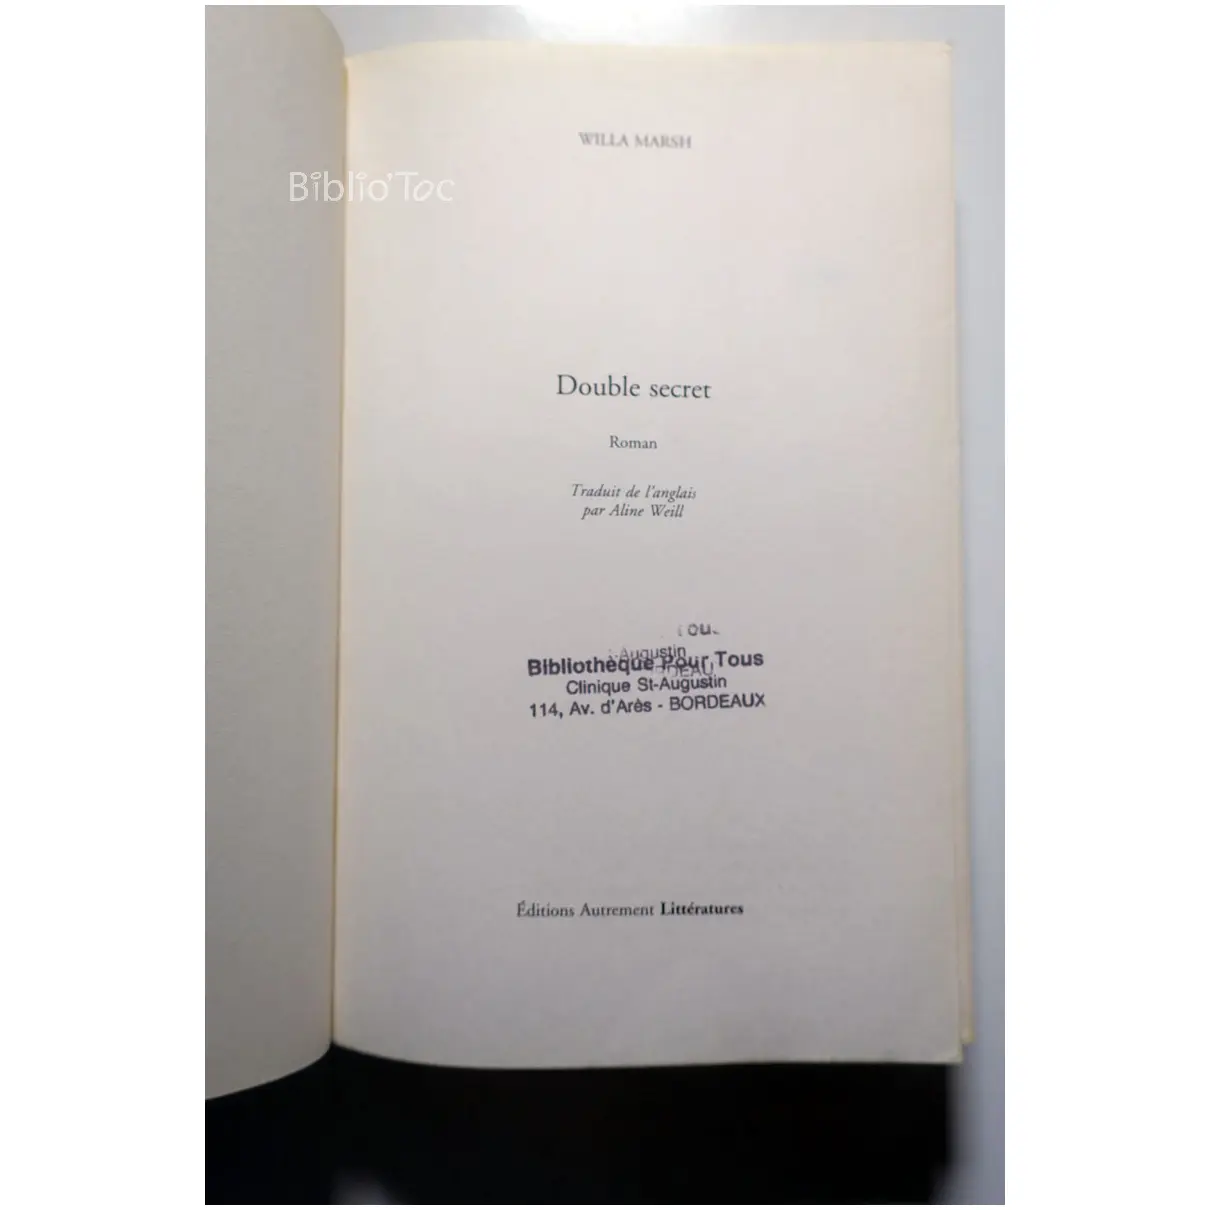 WILLA MARSH
Biblio'Toc
Double secret
Roman
Traduit de l'anglais
par Aline Weill
Augustin
Bibliothèque Pour Tous
Clinique St-Augustin
114, Av. d'Arès - BORDEAUX
Éditions Autrement Littératures